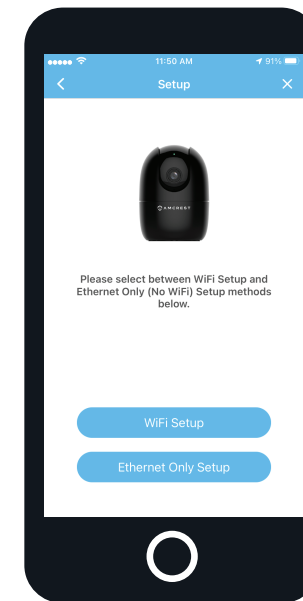 11:50 AM
91%
Setup
AMCREST
Please select between WiFi Setup and
Ethernet Only (No WiFi) Setup methods
below.
WiFi Setup
Ethernet Only Setup